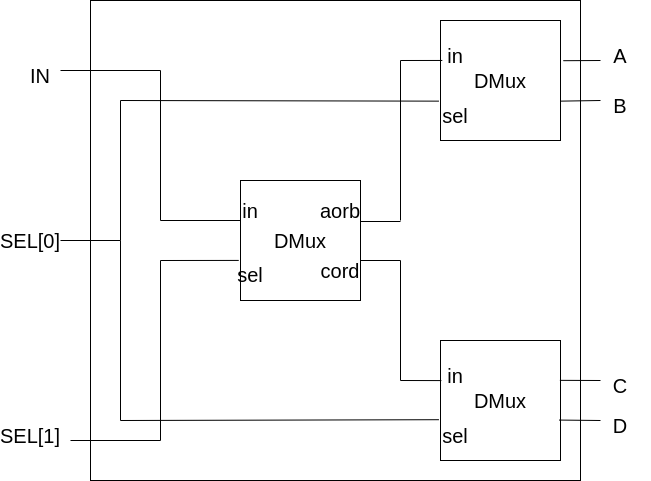 IN
SEL[0]
SEL[1]
in
aorb
DMux
sel
cord
in
DMux
sel
A
B
in
DMux
sel
C
D